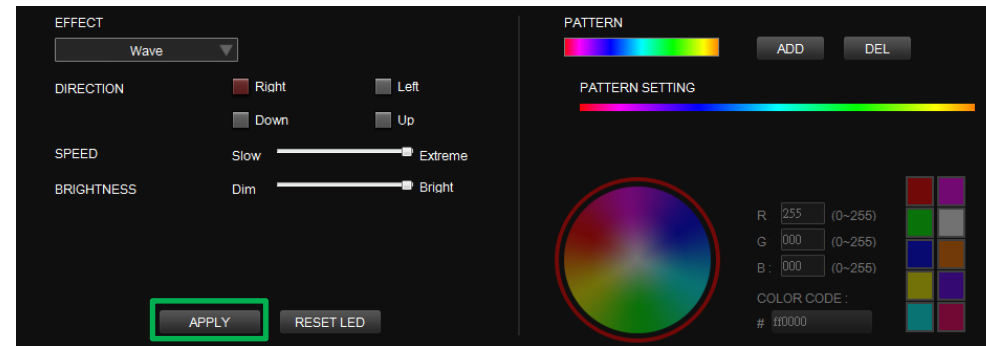 EFFECT
Wave
DIRECTION
Right
Left
Down
Up
SPEED
Slow
Extreme
BRIGHTNESS
Dim
Bright
APPLY
RESET LED
PATTERN
ADD
DEL
PATTERN SETTING
R 255 (0~255)
G 000 (0~255)
B : 000 (0~255)
COLOR CODE :
# ff0000